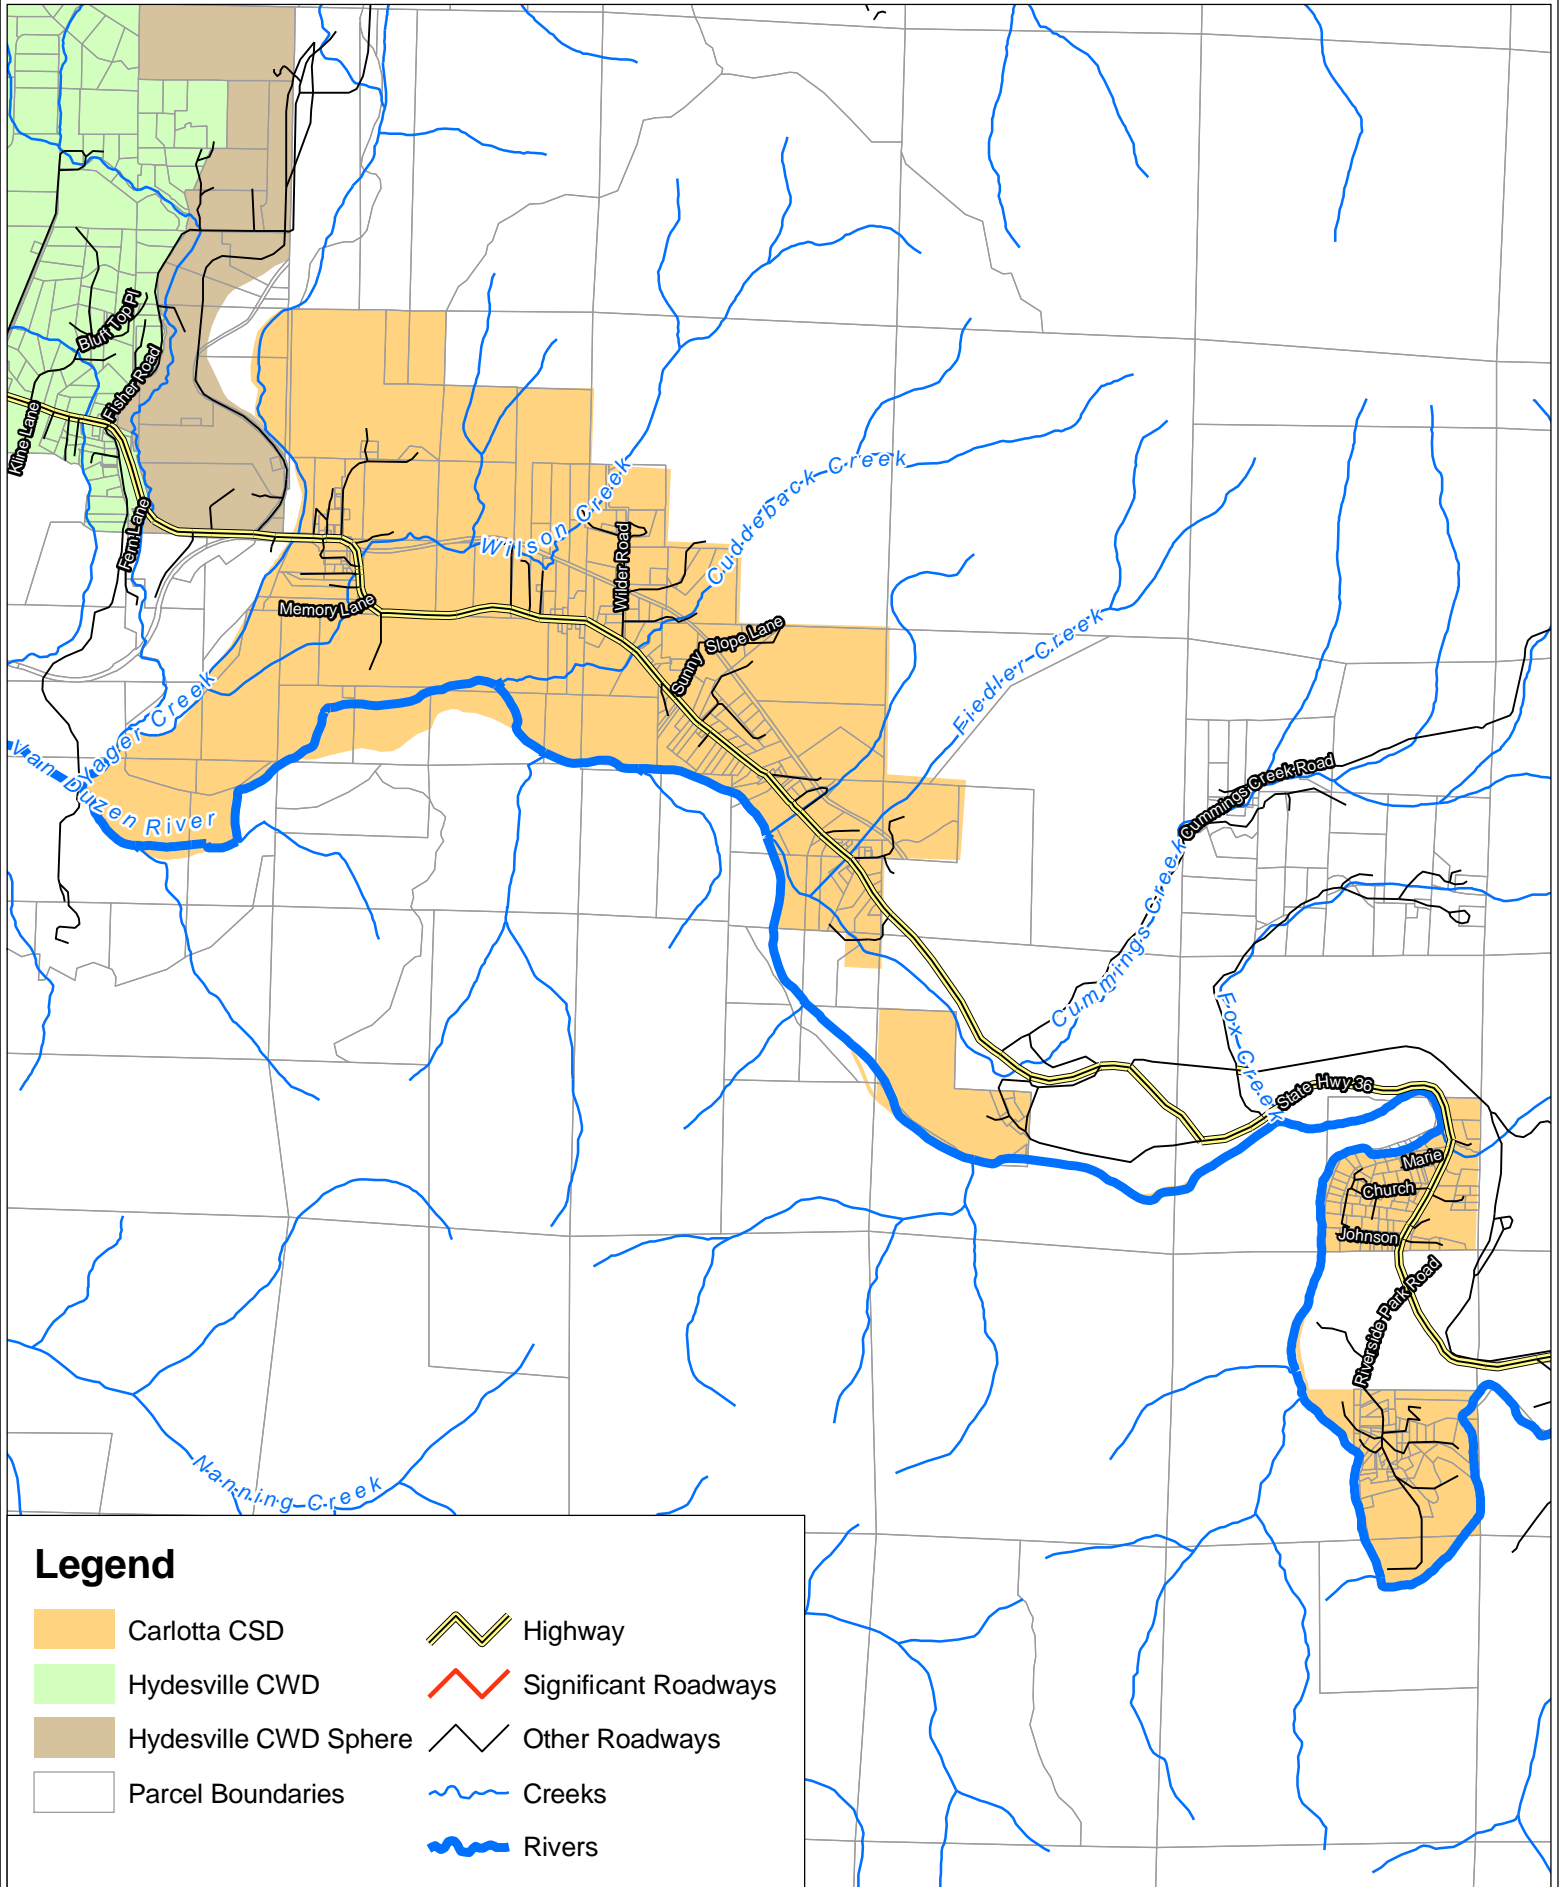 Bluff Top Pl
Fisher Road
Kline Lane
Fern Lane
Wilson Creek
Cuddeback Creek
Wilder Road
Memory Lane
Sunny Slope Lane
Fiedler Creek
Yager Creek
Van Duzen River
Cummings Creek Road
Cummings Creek
Fox Creek
State Hwy 36
Marie
Church
Johnson
Riverside Park Road
Nanning Creek
Legend
Carlotta CSD
Hydesville CWD
Hydesville CWD Sphere
Parcel Boundaries
Highway
Significant Roadways
Other Roadways
Creeks
Rivers